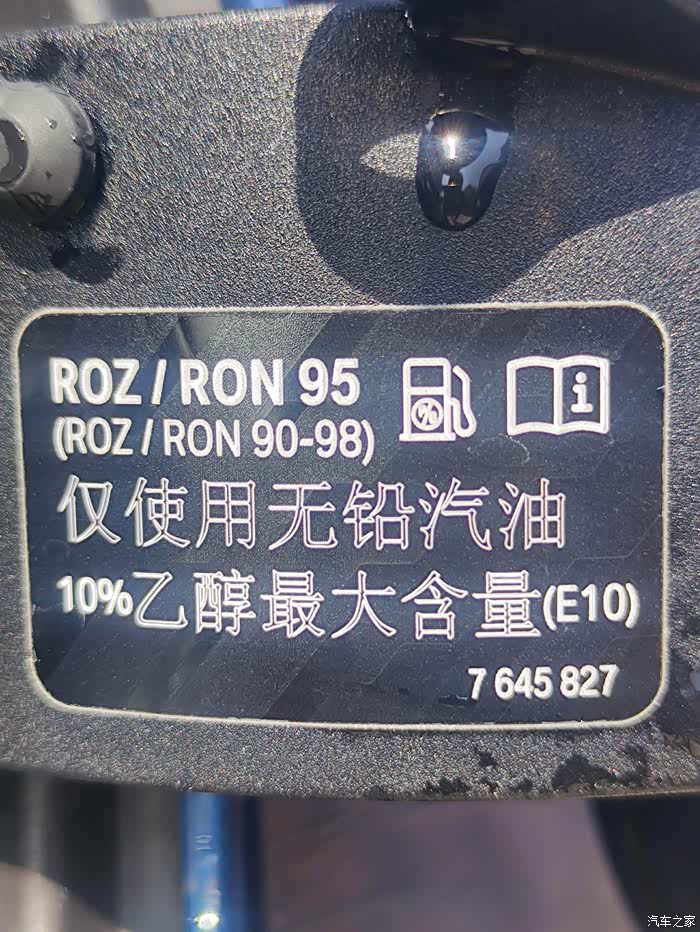 ROZ / RON 95
(ROZ / RON 90-98)
仅使用无铅汽油
10%乙醇最大含量(E10)
7 645 827
汽车之家